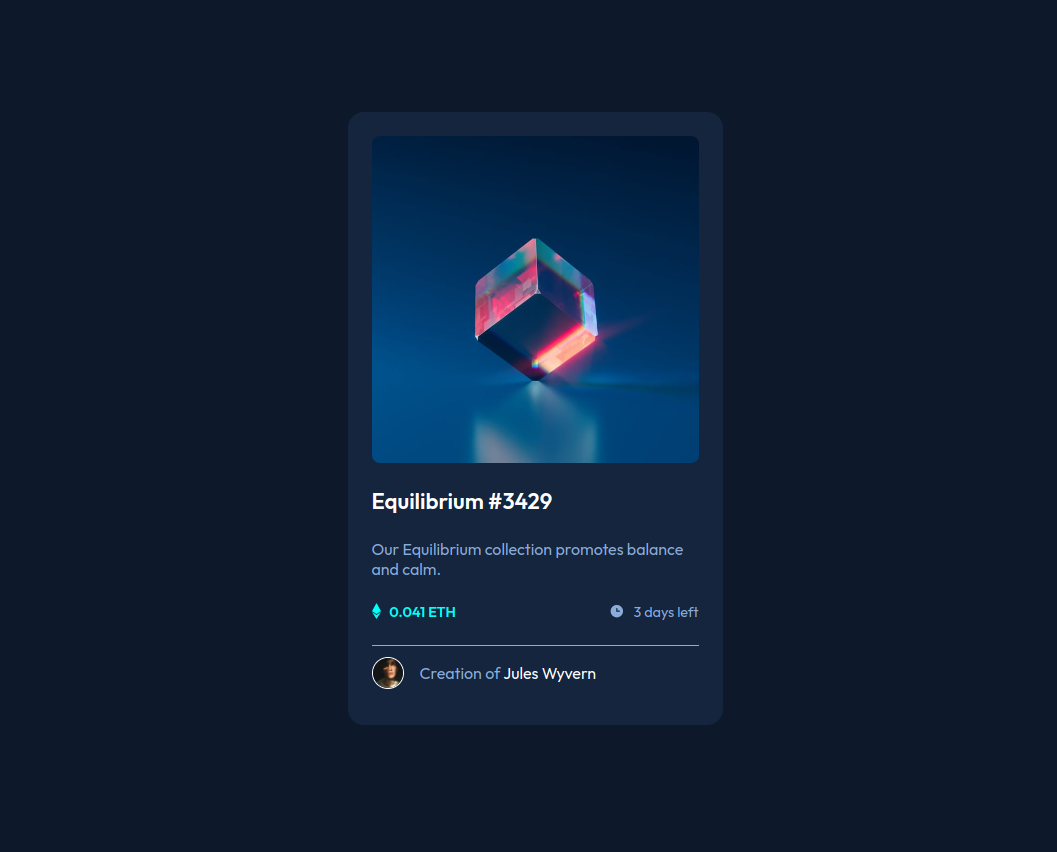 Equilibrium #3429
Our Equilibrium collection promotes balance
and calm.
0.041 ETH
3 days left
Creation of Jules Wyvern